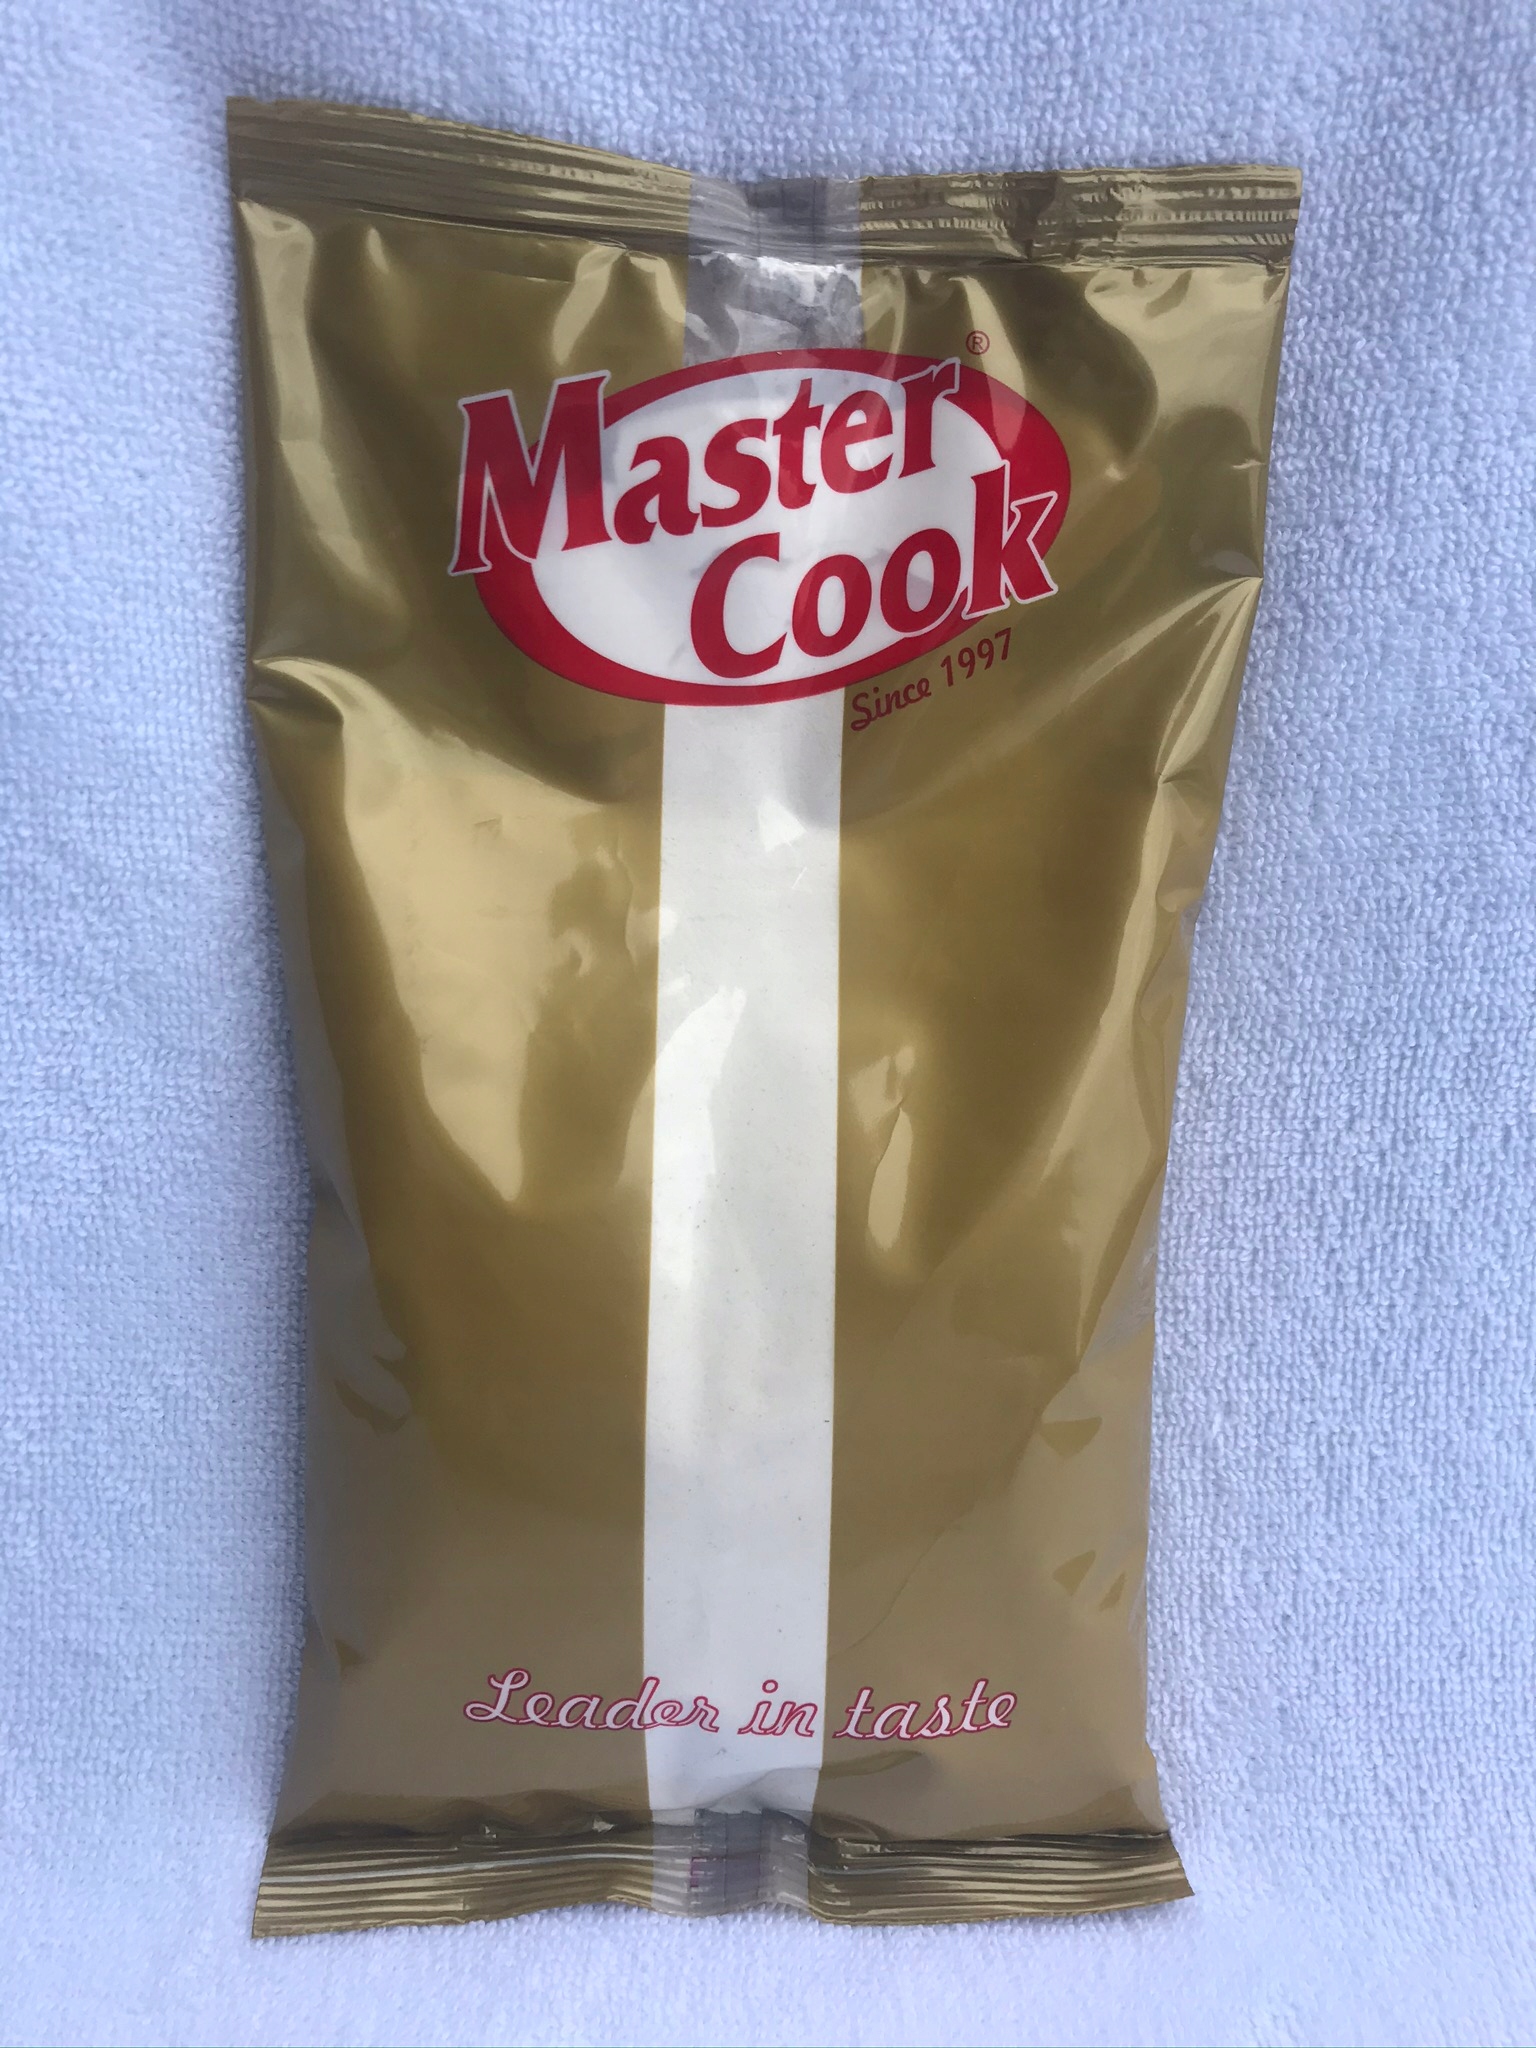 Master®
Cook
Since 1997
Leader in taste